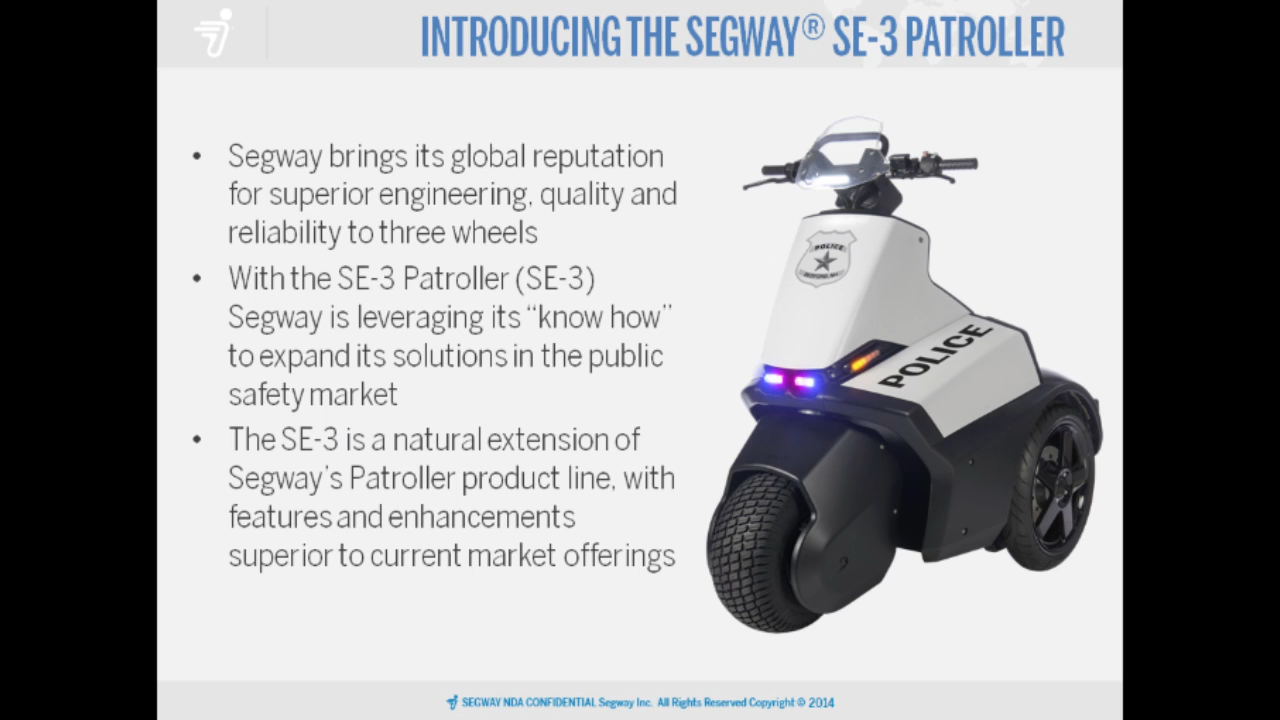 INTRODUCING THE SEGWAY® SE-3 PATROLLER
• Segway brings its global reputation
for superior engineering, quality and
reliability to three wheels
• With the SE-3 Patroller (SE-3)
Segway is leveraging its “know how”
to expand its solutions in the public
safety market
• The SE-3 is a natural extension of
Segway’s Patroller product line, with
features and enhancements
superior to current market offerings
POLICE
POLICE
SEGWAY NDA CONFIDENTIAL Segway Inc. All Rights Reserved Copyright © 2014